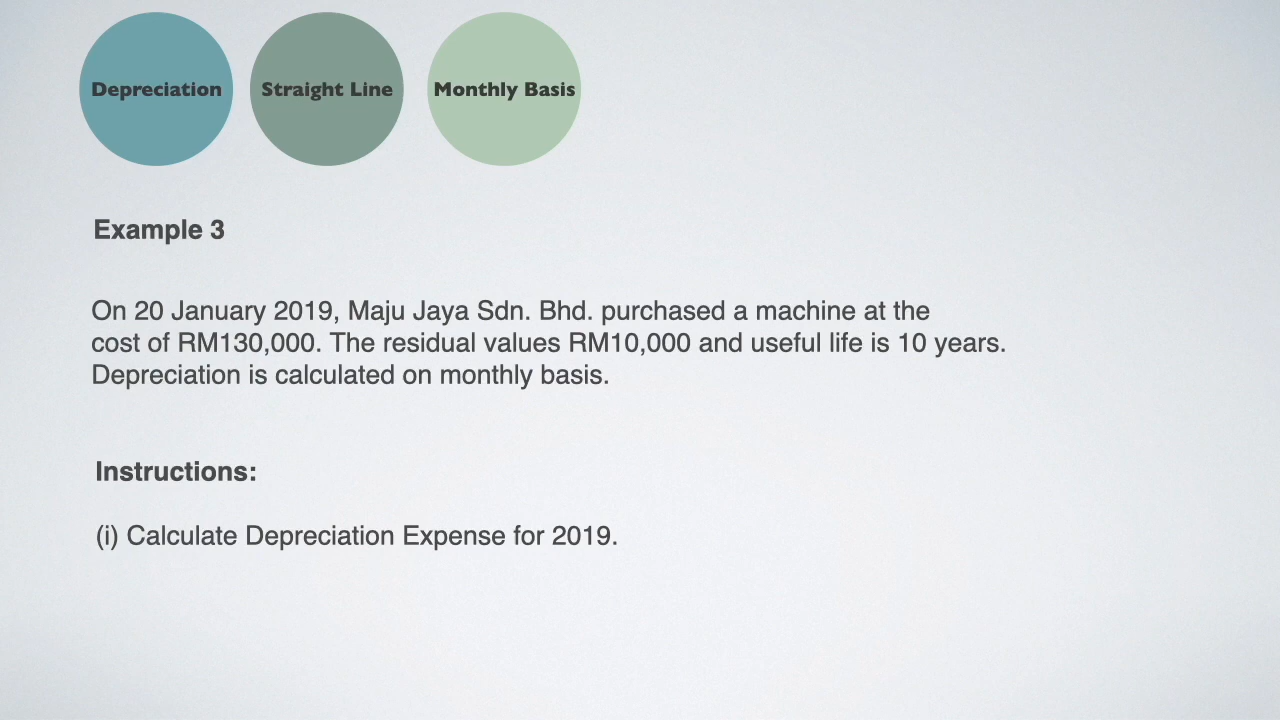 Depreciation
Straight Line
Monthly Basis
Example 3
On 20 January 2019, Maju Jaya Sdn. Bhd. purchased a machine at the
cost of RM130,000. The residual values RM10,000 and useful life is 10 years.
Depreciation is calculated on monthly basis.
Instructions:
(i) Calculate Depreciation Expense for 2019.